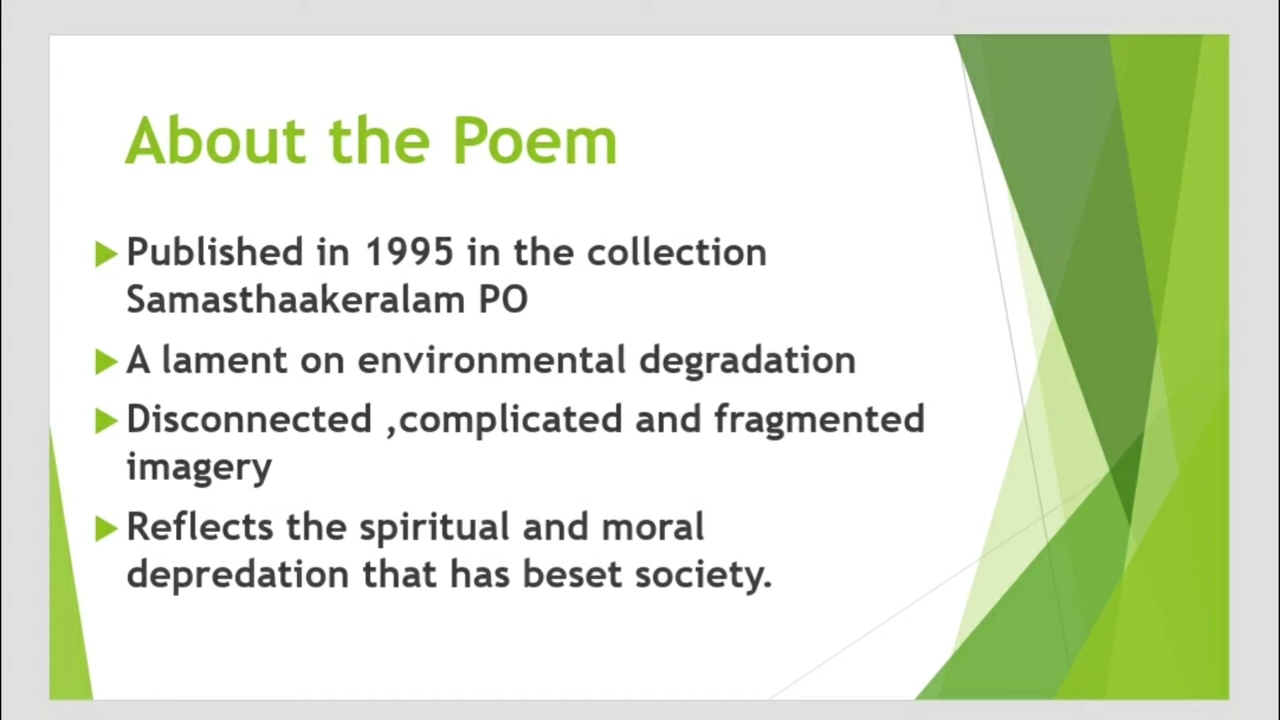 About the Poem
Published in 1995 in the collection
Samasthaakeralam PO
A lament on environmental degradation
Disconnected ,complicated and fragmented
imagery
Reflects the spiritual and moral
depredation that has beset society.